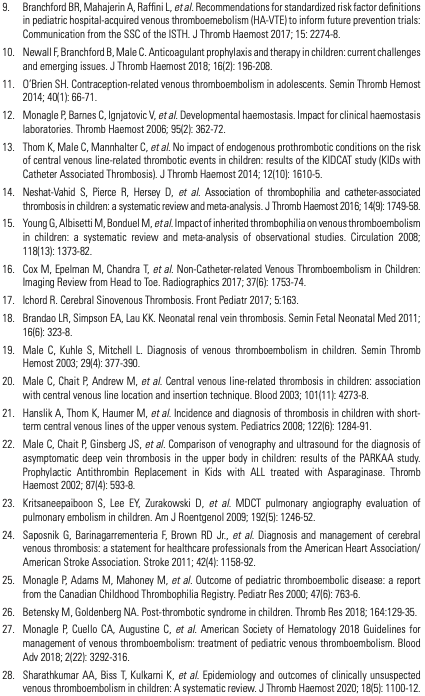 9. Branchford BR, Mahajerin A, Raffini L, et al. Recommendations for standardized risk factor definitions
in pediatric hospital-acquired venous thromboemebolism (HA-VTE) to inform future prevention trials:
Communication from the SSC of the ISTH. J Thromb Haemost 2017; 15: 2274-8.
10. Newall F, Branchford B, Male C. Anticoagulant prophylaxis and therapy in children: current challenges
and emerging issues. J Thromb Haemost 2018; 16(2): 196-208.
11. O'Brien SH. Contraception-related venous thromboembolism in adolescents. Semin Thromb Hemost
2014; 40(1): 66-71.
12. Monagle P, Barnes C, Ignjatovic V, et al. Developmental haemostasis. Impact for clinical haemostasis
laboratories. Thromb Haemost 2006; 95(2): 362-72.
13. Thom K, Male C, Mannhalter C, et al. No impact of endogenous prothrombotic conditions on the risk
of central venous line-related thrombotic events in children: results of the KIDCAT study (KIDs with
Catheter Associated Thrombosis). J Thromb Haemost 2014; 12(10): 1610-5.
14. Neshat-Vahid S, Pierce R, Hersey D, et al. Association of thrombophilia and catheter-associated
thrombosis in children: a systematic review and meta-analysis. J Thromb Haemost 2016; 14(9): 1749-58.
15. Young G, Albisetti M, Bonduel M, et al. Impact of inherited thrombophilia on venous thromboembolism
in children: a systematic review and meta-analysis of observational studies. Circulation 2008;
118(13): 1373-82.
16. Cox M, Epelman M, Chandra T, et al. Non-Catheter-related Venous Thromboembolism in Children:
Imaging Review from Head to Toe. Radiographics 2017; 37(6): 1753-74.
17. Ichord R. Cerebral Sinovenous Thrombosis. Front Pediatr 2017; 5:163.
18. Brandao LR, Simpson EA, Lau KK. Neonatal renal vein thrombosis. Semin Fetal Neonatal Med 2011;
16(6): 323-8.
19. Male C, Kuhle S, Mitchell L. Diagnosis of venous thromboembolism in children. Semin Thromb
Hemost 2003; 29(4): 377-390.
20. Male C, Chait P, Andrew M, et al. Central venous line-related thrombosis in children: association
with central venous line location and insertion technique. Blood 2003; 101(11): 4273-8.
21. Hanslik A, Thom K, Haumer M, et al. Incidence and diagnosis of thrombosis in children with short-
term central venous lines of the upper venous system. Pediatrics 2008; 122(6): 1284-91.
22. Male C, Chait P, Ginsberg JS, et al. Comparison of venography and ultrasound for the diagnosis of
asymptomatic deep vein thrombosis in the upper body in children: results of the PARKAA study.
Prophylactic Antithrombin Replacement in Kids with ALL treated with Asparaginase. Thromb
Haemost 2002; 87(4): 593-8.
23. Kritsaneepaiboon S, Lee EY, Zurakowski D, et al. MDCT pulmonary angiography evaluation of
pulmonary embolism in children. Am J Roentgenol 2009; 192(5): 1246-52.
24. Saposnik G, Barinagarrementeria F, Brown RD Jr., et al. Diagnosis and management of cerebral
venous thrombosis: a statement for healthcare professionals from the American Heart Association/
American Stroke Association. Stroke 2011; 42(4): 1158-92.
25. Monagle P, Adams M, Mahoney M, et al. Outcome of pediatric thromboembolic disease: a report
from the Canadian Childhood Thrombophilia Registry. Pediatr Res 2000; 47(6): 763-6.
26. Betensky M, Goldenberg NA. Post-thrombotic syndrome in children. Thromb Res 2018; 164:129-35.
27. Monagle P, Cuello CA, Augustine C, et al. American Society of Hematology 2018 Guidelines for
management of venous thromboembolism: treatment of pediatric venous thromboembolism. Blood
Adv 2018; 2(22): 3292-316.
28. Sharathkumar AA, Biss T, Kulkarni K, et al. Epidemiology and outcomes of clinically unsuspected
venous thromboembolism in children: A systematic review. J Thromb Haemost 2020; 18(5): 1100-12.